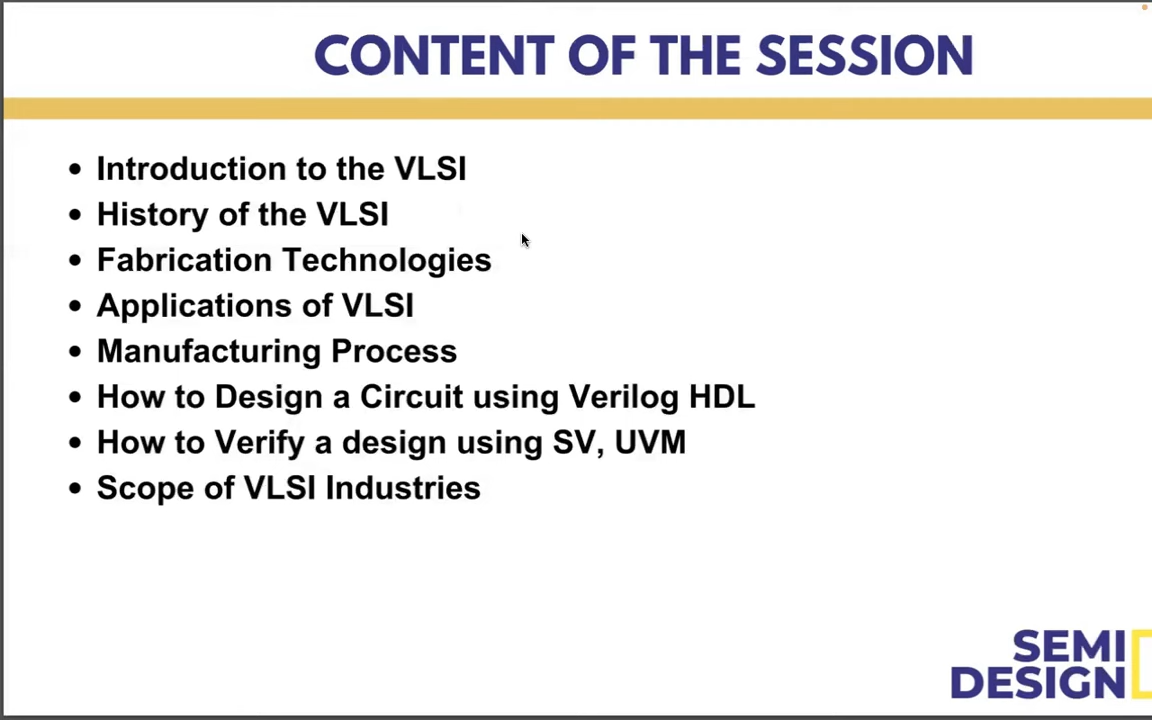 CONTENT OF THE SESSION
• Introduction to the VLSI
• History of the VLSI
• Fabrication Technologies
• Applications of VLSI
• Manufacturing Process
• How to Design a Circuit using Verilog HDL
• How to Verify a design using SV, UVM
• Scope of VLSI Industries
SEMI
DESIGN